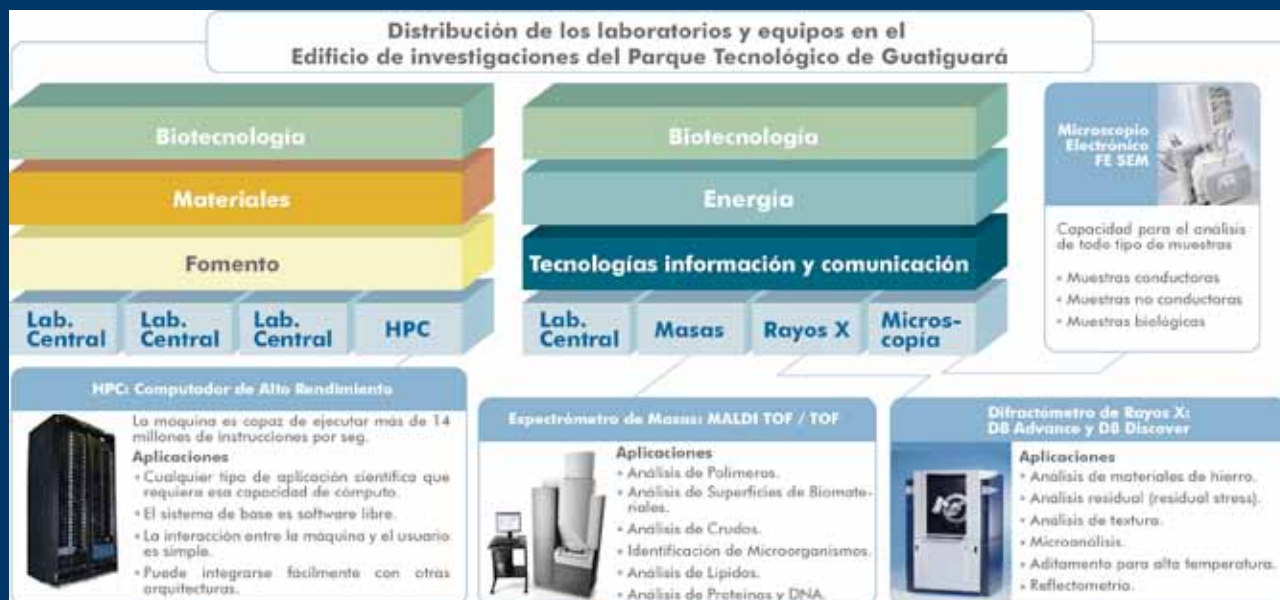 Distribución de los laboratorios y equipos en el
Edificio de investigaciones del Parque Tecnológico de Guatiguará
Biotecnología
Materiales
Fomento
Lab.
Central
Lab.
Central
Lab.
Central
HPC
Biotecnología
Energía
Tecnologías información y comunicación
Lab.
Central
Masas
Rayos X
Micros-
copía
Microscopio
Electrónico
FE SEM
Capacidad para el análisis
de todo tipo de muestras
• Muestras conductoras
• Muestras no conductoras
• Muestras biológicas
HPC: Computador de Alto Rendimiento
La máquina es capaz de ejecutar más de 14
millones de instrucciones por seg.
Aplicaciones
• Cualquier tipo de aplicación científica que
requiera esa capacidad de cómputo.
• El sistema de base es software libre.
• La interacción entre la máquina y el usuario
es simple.
• Puede integrarse fácilmente con otras
arquitecturas.
Espectrómetro de Masas: MALDI TOF / TOF
Aplicaciones
• Análisis de Polímeros.
• Análisis de Superficies de Biomate-
riales.
• Análisis de Crudos.
• Identificación de Microorganismos.
• Análisis de Lípidos.
• Análisis de Proteínas y DNA.
Difractómetro de Rayos X:
D8 Advance y D8 Discover
Aplicaciones
• Análisis de materiales de hierro.
• Análisis residual (residual stress).
• Análisis de textura.
• Microanálisis.
• Aditamento para alta temperatura.
• Reflectometría.